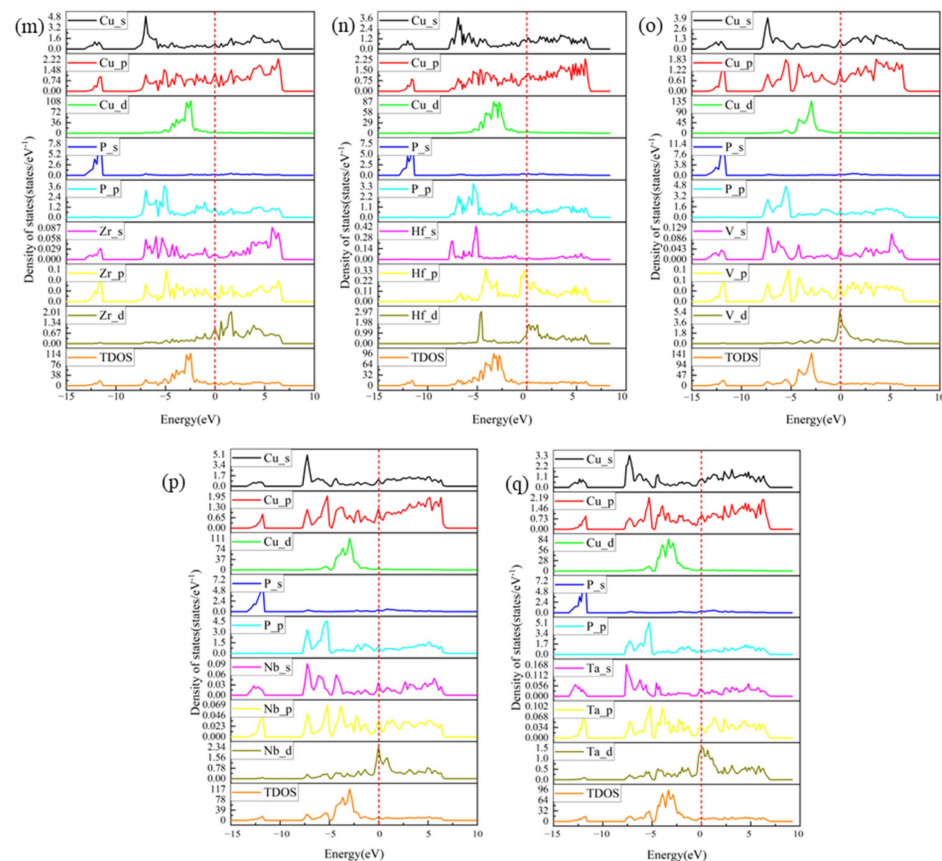 (m)
Density of states(states/eV⁻¹)
4.8
3.2
1.6
0.0
Cu_s
2.22
1.48
0.74
0.00
Cu_p
108
72
36
0
Cu_d
7.8
5.2
2.6
0.0
P_s
3.6
2.4
1.2
0.0
P_p
0.087
0.058
0.029
0.000
Zr_s
0.1
0.0
0.0
Zr_p
2.01
1.34
0.67
0.00
Zr_d
114
76
38
0
TDOS
−15 −10 −5 0 5 10
Energy(eV)
(n)
Density of states(states/eV⁻¹)
3.6
2.4
1.2
0.0
Cu_s
2.25
1.50
0.75
0.00
Cu_p
87
58
29
0
Cu_d
7.5
5.0
2.5
0.0
P_s
3.3
2.2
1.1
0.0
P_p
0.42
0.28
0.14
0.00
Hf_s
0.33
0.22
0.11
0.00
Hf_p
2.97
1.98
0.99
0.00
Hf_d
96
64
32
0
TDOS
−15 −10 −5 0 5 10
Energy(eV)
(o)
Density of states(states/eV⁻¹)
3.9
2.6
1.3
0.0
Cu_s
1.83
1.22
0.61
0.00
Cu_p
135
90
45
0
Cu_d
11.4
7.6
3.8
0.0
P_s
4.8
3.2
1.6
0.0
P_p
0.129
0.086
0.043
0.000
V_s
0.1
0.0
0.0
V_p
5.4
3.6
1.8
0.0
V_d
141
94
47
0
TODS
−15 −10 −5 0 5 10
Energy(eV)
(p)
Density of states(states/eV⁻¹)
5.1
3.4
1.7
0.0
Cu_s
1.95
1.30
0.65
0.00
Cu_p
111
74
37
0
Cu_d
7.2
4.8
2.4
0.0
P_s
4.5
3.0
1.5
0.0
P_p
0.09
0.06
0.03
0.00
Nb_s
0.069
0.046
0.023
0.000
Nb_p
2.34
1.56
0.78
0.00
Nb_d
117
78
39
0
TDOS
−15 −10 −5 0 5 10
Energy(eV)
(q)
Density of states(states/eV⁻¹)
3.3
2.2
1.1
0.0
Cu_s
2.19
1.46
0.73
0.00
Cu_p
84
56
28
0
Cu_d
7.2
4.8
2.4
0.0
P_s
5.1
3.4
1.7
0.0
P_p
0.168
0.112
0.056
0.000
Ta_s
0.102
0.068
0.034
0.000
Ta_p
1.5
1.0
0.5
0.0
Ta_d
96
64
32
0
TDOS
−15 −10 −5 0 5 10
Energy(eV)